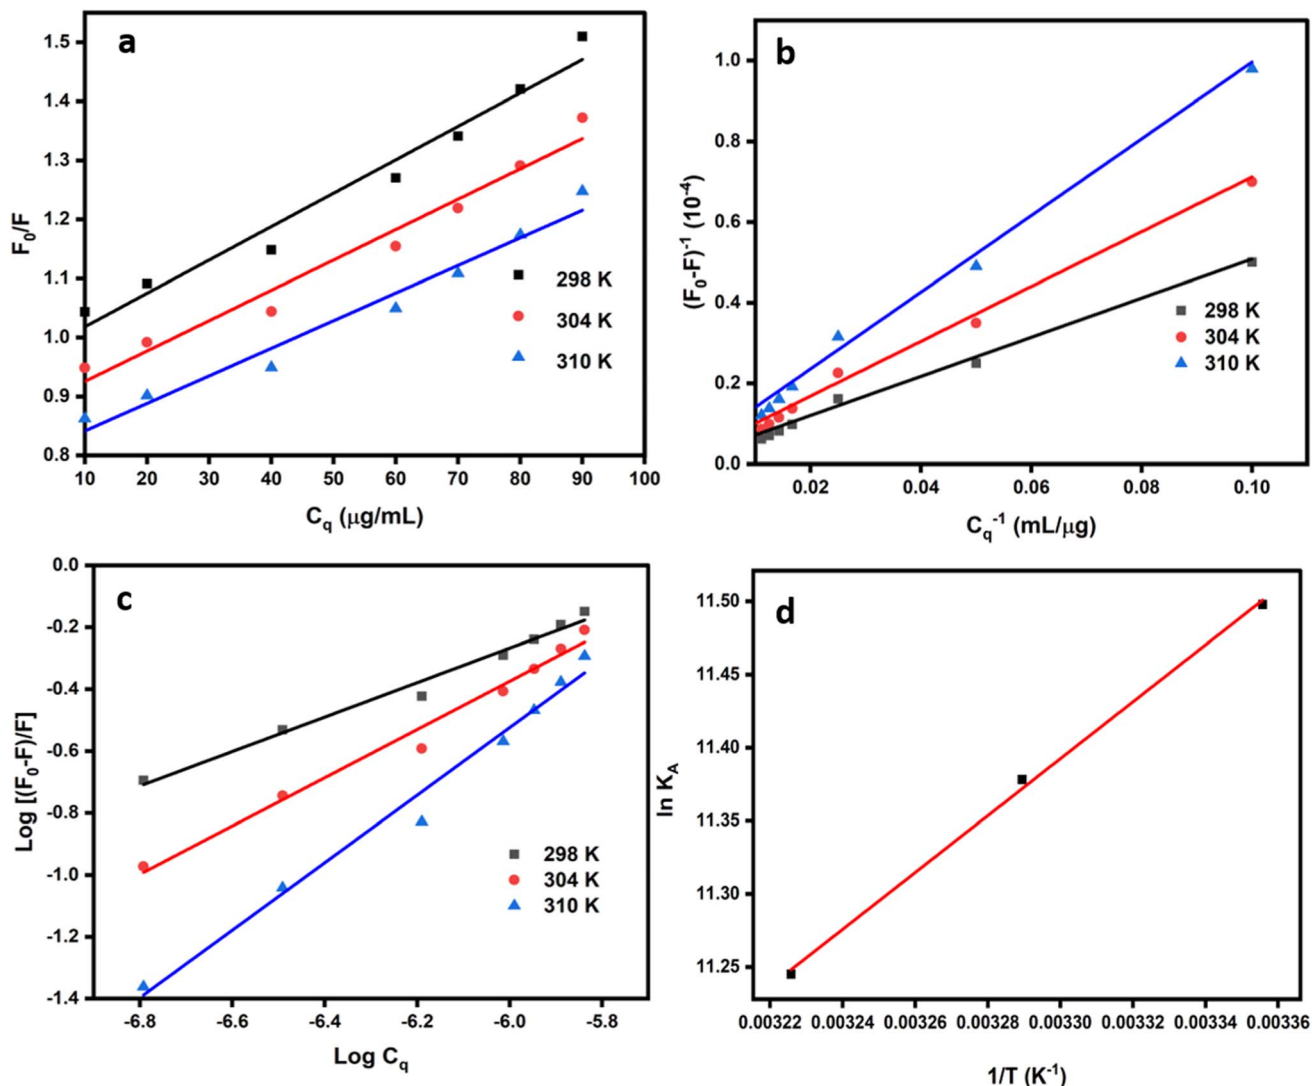 a
F₀/F
1.5
1.4
1.3
1.2
1.1
1.0
0.9
0.8
298 K
304 K
310 K
10 20 30 40 50 60 70 80 90 100
C_q (μg/mL)
b
(F₀-F)⁻¹ (10⁻⁴)
1.0
0.8
0.6
0.4
0.2
0.0
298 K
304 K
310 K
0.02 0.04 0.06 0.08 0.10
C_q⁻¹ (mL/μg)
c
Log [(F₀-F)/F]
0.0
-0.2
-0.4
-0.6
-0.8
-1.0
-1.2
-1.4
298 K
304 K
310 K
-6.8 -6.6 -6.4 -6.2 -6.0 -5.8
Log C_q
d
ln K_A
11.50
11.45
11.40
11.35
11.30
11.25
0.00322 0.00324 0.00326 0.00328 0.00330 0.00332 0.00334 0.00336
1/T (K⁻¹)